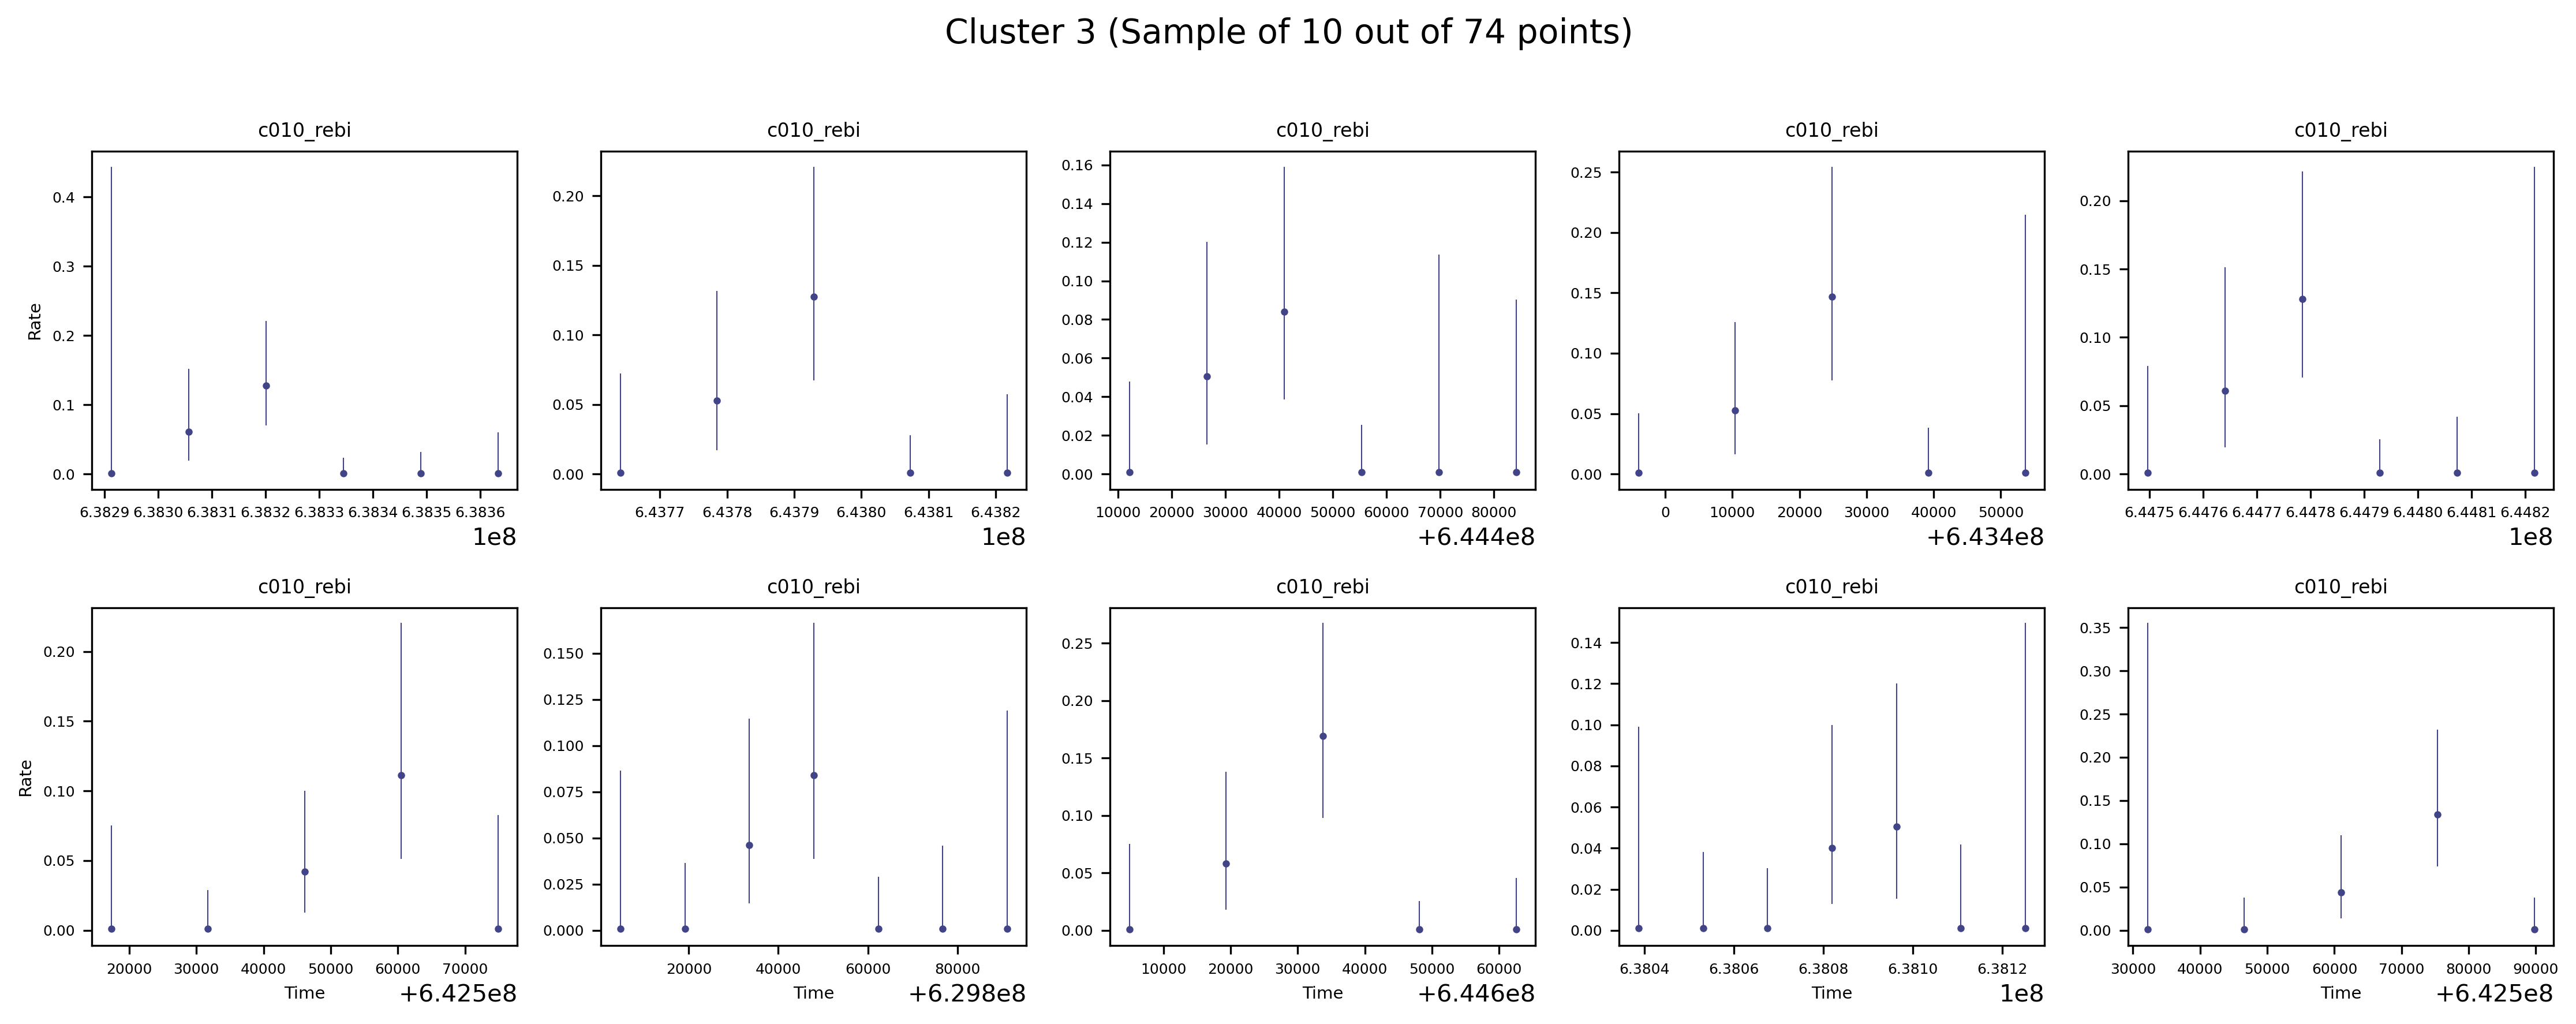 Cluster 3 (Sample of 10 out of 74 points)
c010_rebi c010_rebi c010_rebi c010_rebi c010_rebi
Rate
0.4
0.3
0.2
0.1
0.0
6.3829 6.3830 6.3831 6.3832 6.3833 6.3834 6.3835 6.3836
1e8
0.20
0.15
0.10
0.05
0.00
6.4377 6.4378 6.4379 6.4380 6.4381 6.4382
1e8
0.16
0.14
0.12
0.10
0.08
0.06
0.04
0.02
0.00
10000 20000 30000 40000 50000 60000 70000 80000
+6.444e8
0.25
0.20
0.15
0.10
0.05
0.00
0 10000 20000 30000 40000 50000
+6.434e8
0.20
0.15
0.10
0.05
0.00
6.4475 6.4476 6.4477 6.4478 6.4479 6.4480 6.4481 6.4482
1e8
c010_rebi c010_rebi c010_rebi c010_rebi c010_rebi
Rate
0.20
0.15
0.10
0.05
0.00
20000 30000 40000 50000 60000 70000
Time +6.425e8
0.150
0.125
0.100
0.075
0.050
0.025
0.000
20000 40000 60000 80000
Time +6.298e8
0.25
0.20
0.15
0.10
0.05
0.00
10000 20000 30000 40000 50000 60000
Time +6.446e8
0.14
0.12
0.10
0.08
0.06
0.04
0.02
0.00
6.3804 6.3806 6.3808 6.3810 6.3812
Time 1e8
0.35
0.30
0.25
0.20
0.15
0.10
0.05
0.00
30000 40000 50000 60000 70000 80000 90000
Time +6.425e8